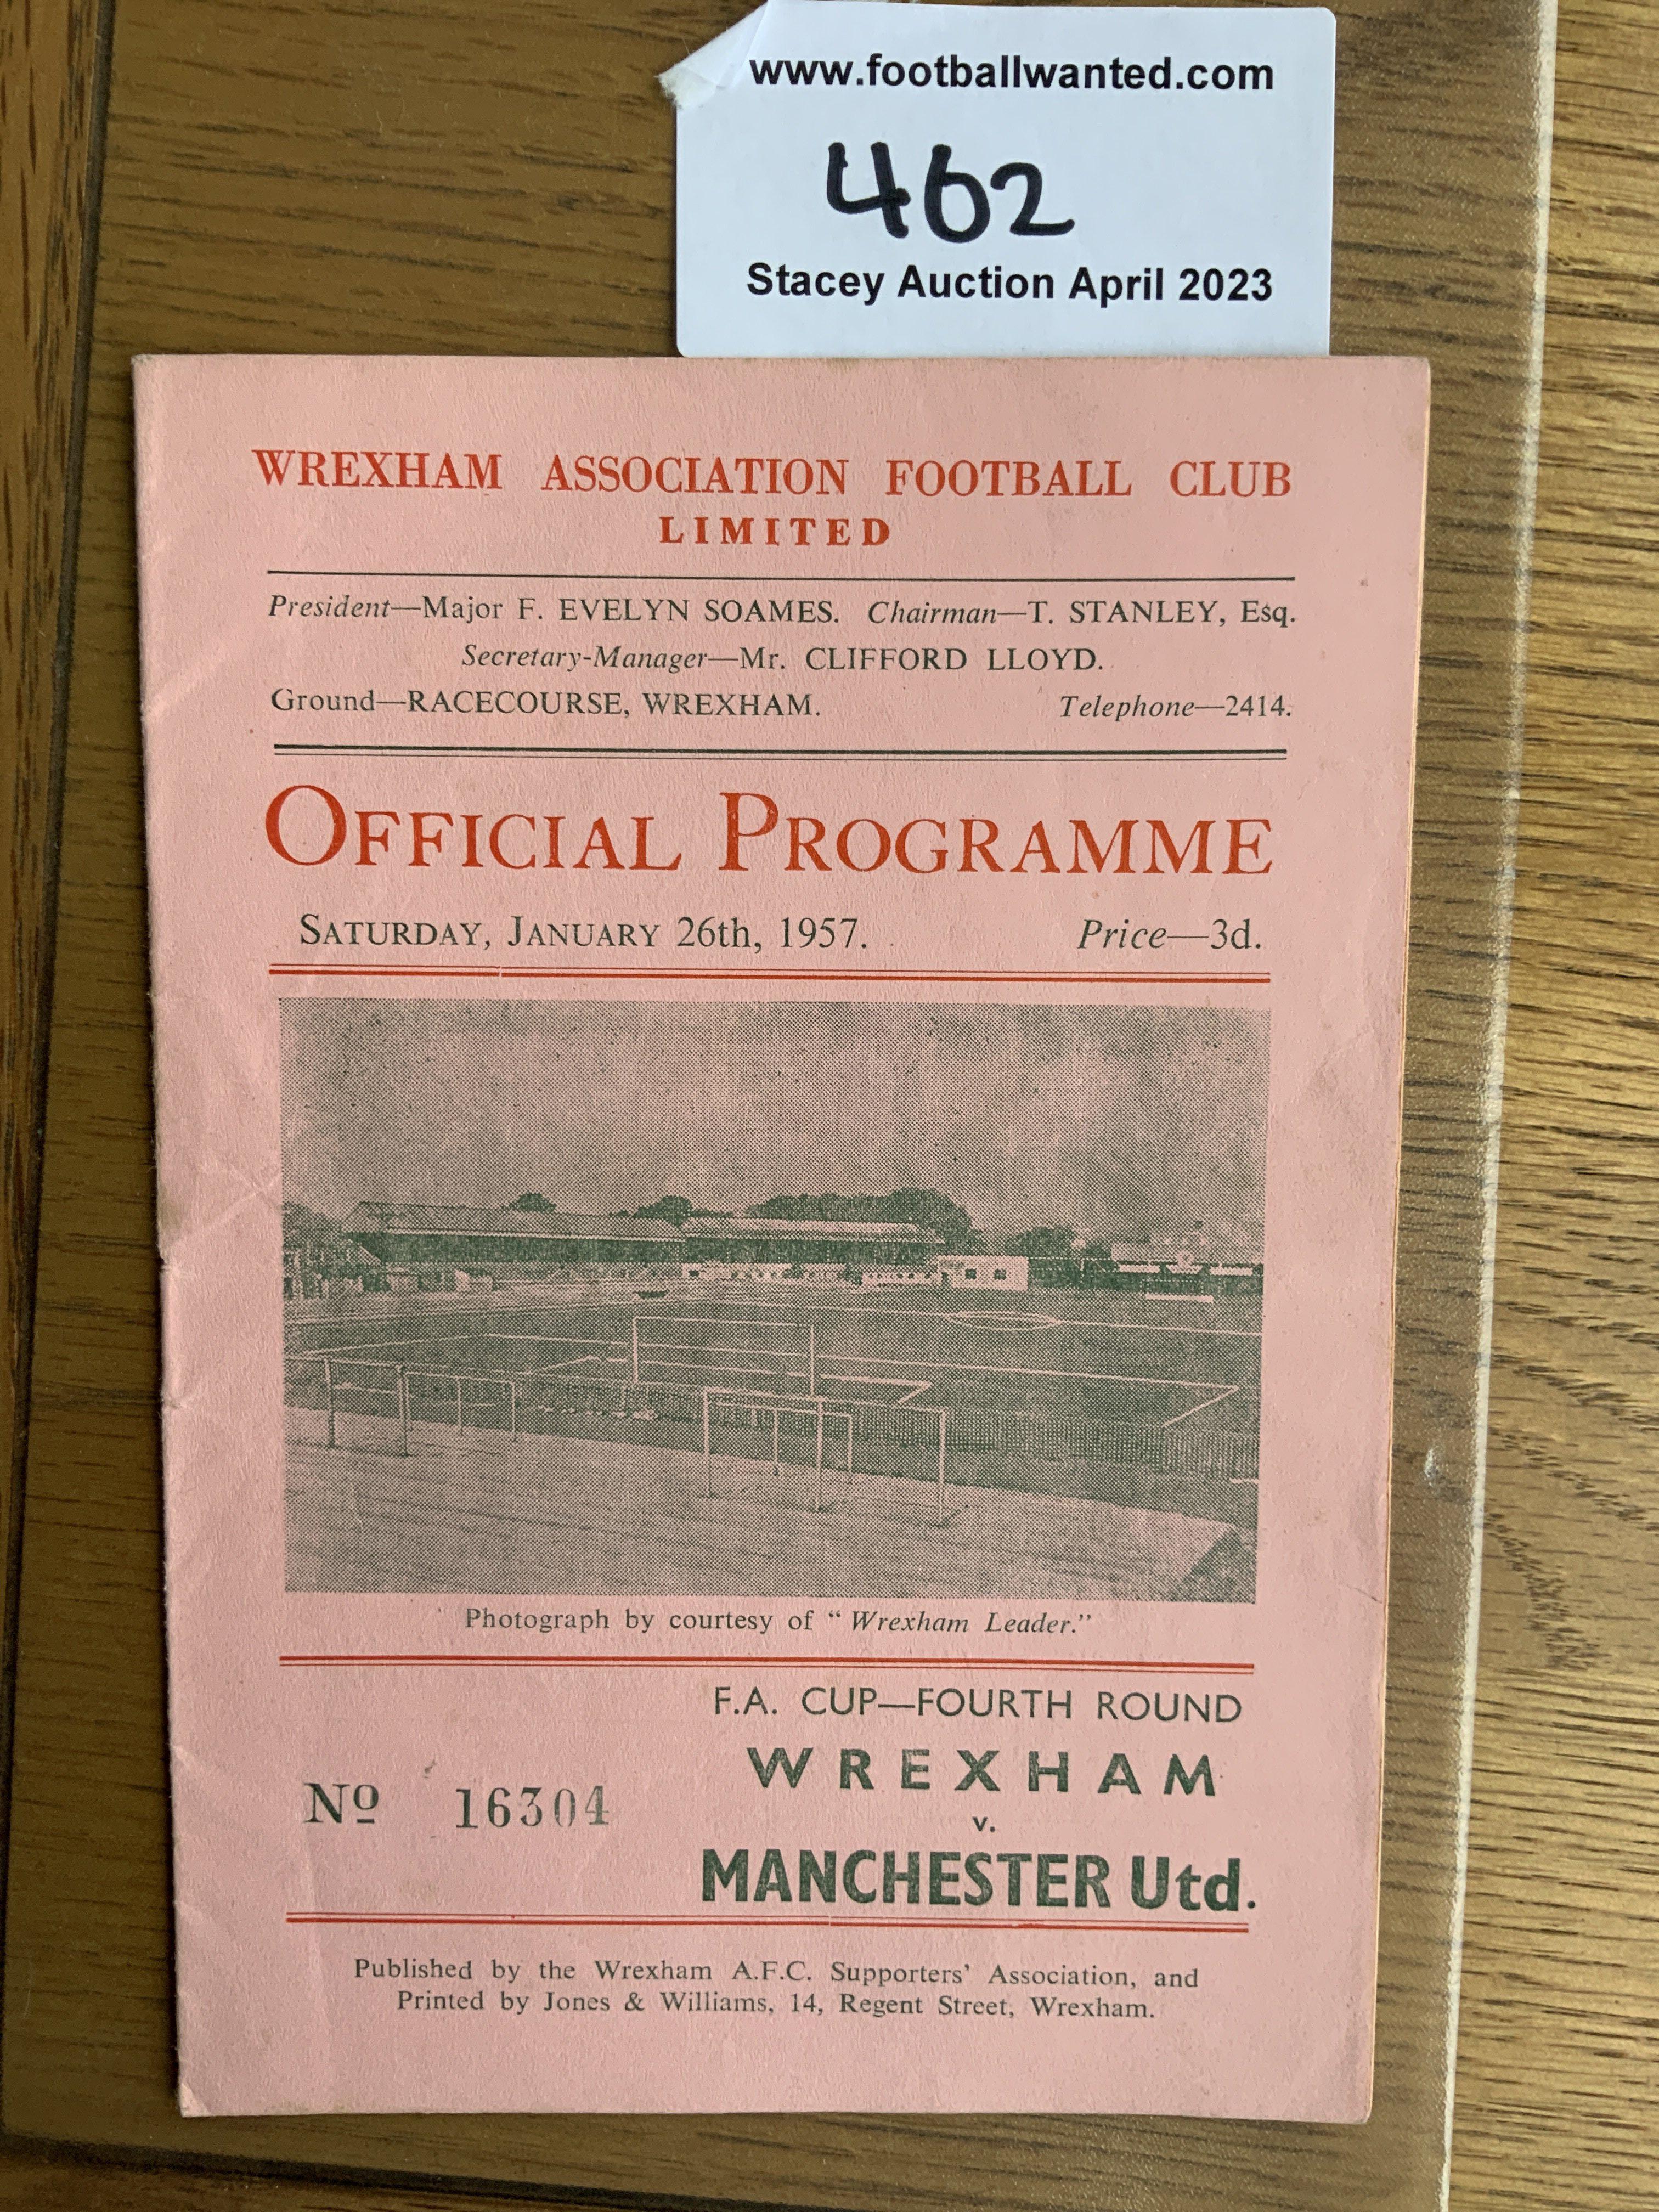 www.footballwanted.com
462
Stacey Auction April 2023
WREXHAM ASSOCIATION FOOTBALL CLUB
LIMITED
President—Major F. EVELYN SOAMES. Chairman—T. STANLEY, Esq.
Secretary-Manager—Mr. CLIFFORD LLOYD.
Ground—RACECOURSE, WREXHAM. Telephone—2414.
OFFICIAL PROGRAMME
SATURDAY, JANUARY 26th, 1957. Price—3d.
Photograph by courtesy of "Wrexham Leader."
F.A. CUP—FOURTH ROUND
WREXHAM
Nº 16304
v.
MANCHESTER Utd.
Published by the Wrexham A.F.C. Supporters' Association, and
Printed by Jones & Williams, 14, Regent Street, Wrexham.